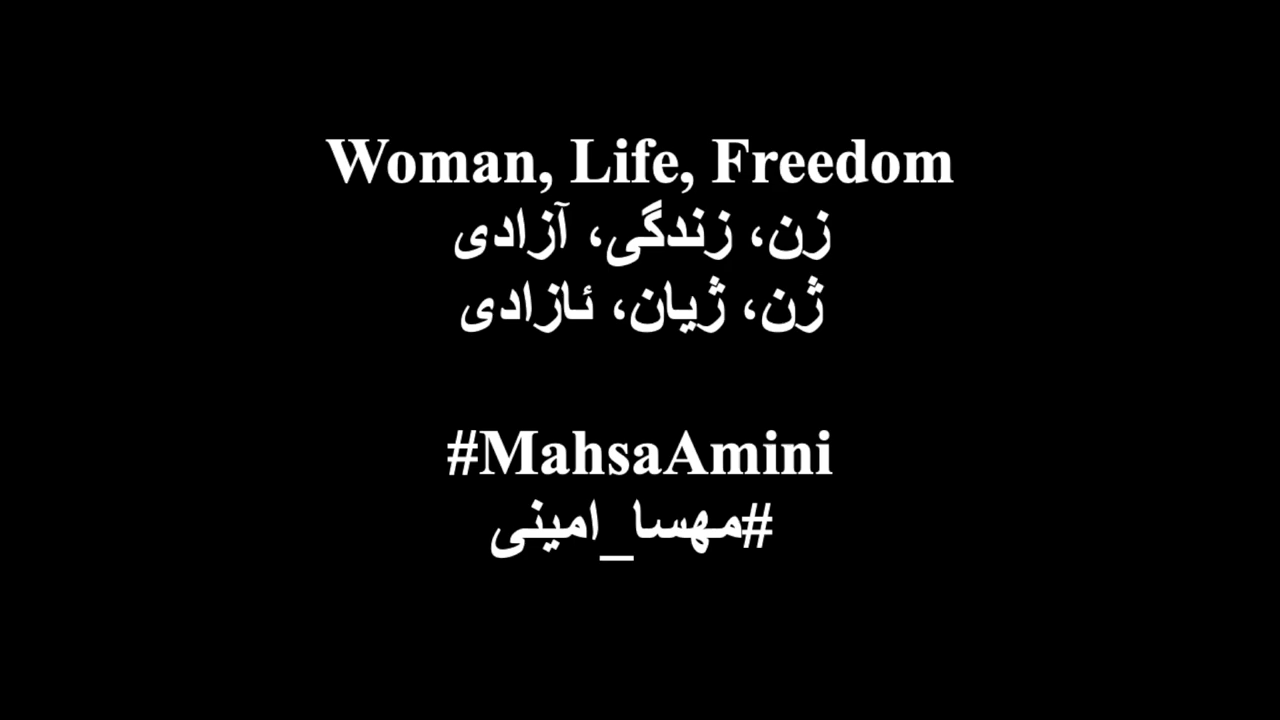 Woman, Life, Freedom
زن، زندگی، آزادی
ژن، ژیان، ئازادی
#MahsaAmini
#مهسا_امینی